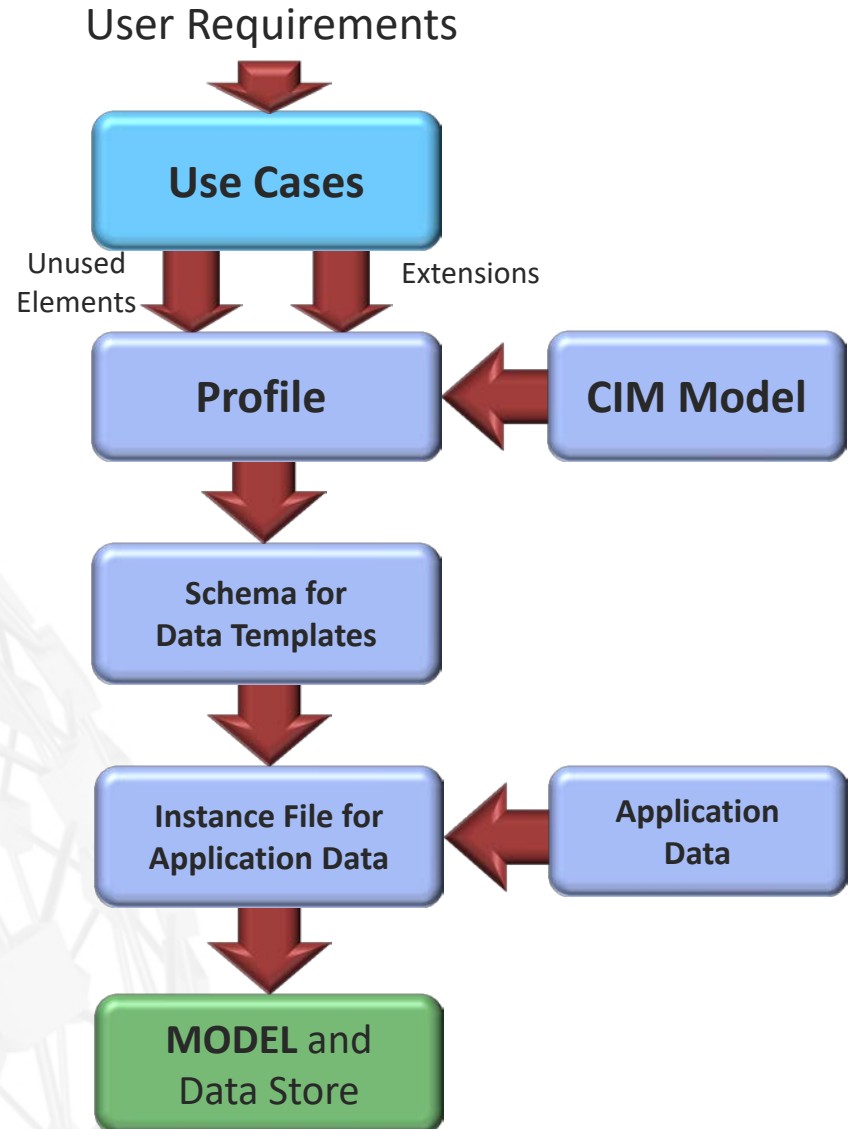 User Requirements
Use Cases
Unused
Elements
Extensions
Profile
CIM Model
Schema for
Data Templates
Instance File for
Application Data
Application
Data
MODEL and
Data Store